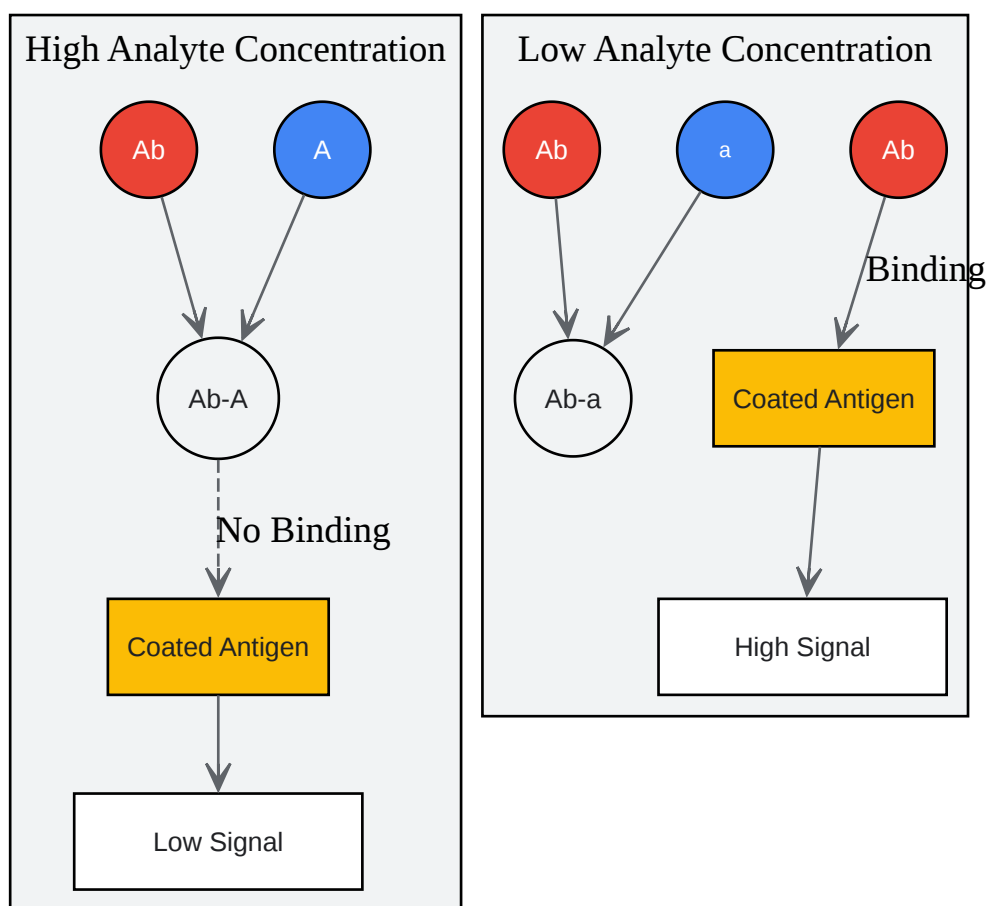 High Analyte Concentration
Ab
A
Ab-A
No Binding
Coated Antigen
Low Signal
Low Analyte Concentration
Ab
a
Ab
Binding
Ab-a
Coated Antigen
High Signal